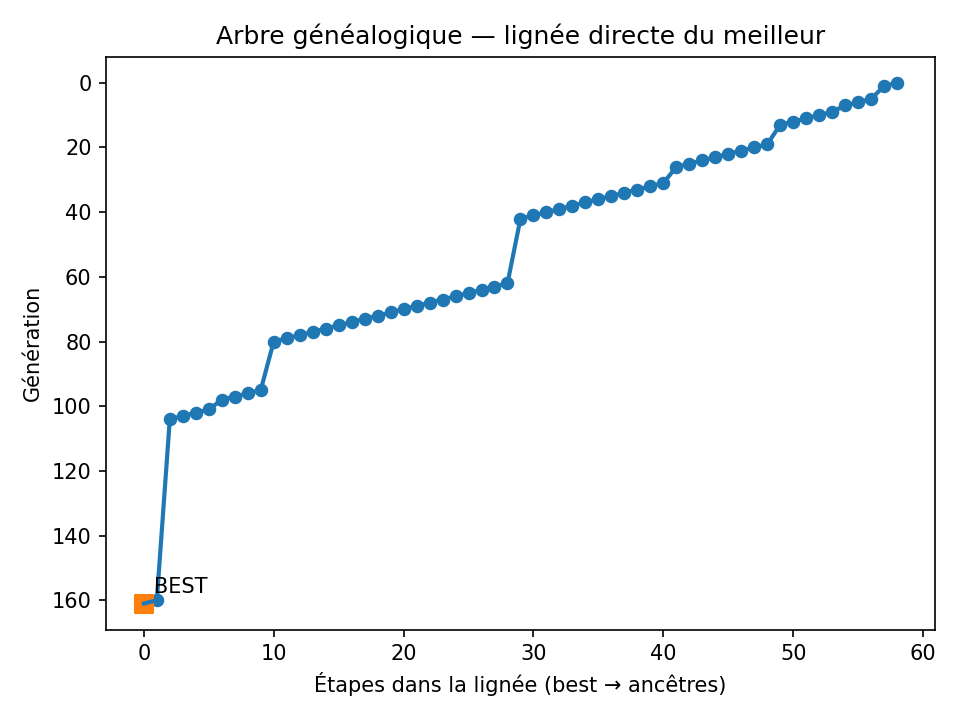 Arbre généalogique — lignée directe du meilleur
Génération
0
20
40
60
80
100
120
140
160
BEST
0 10 20 30 40 50 60
Étapes dans la lignée (best → ancêtres)